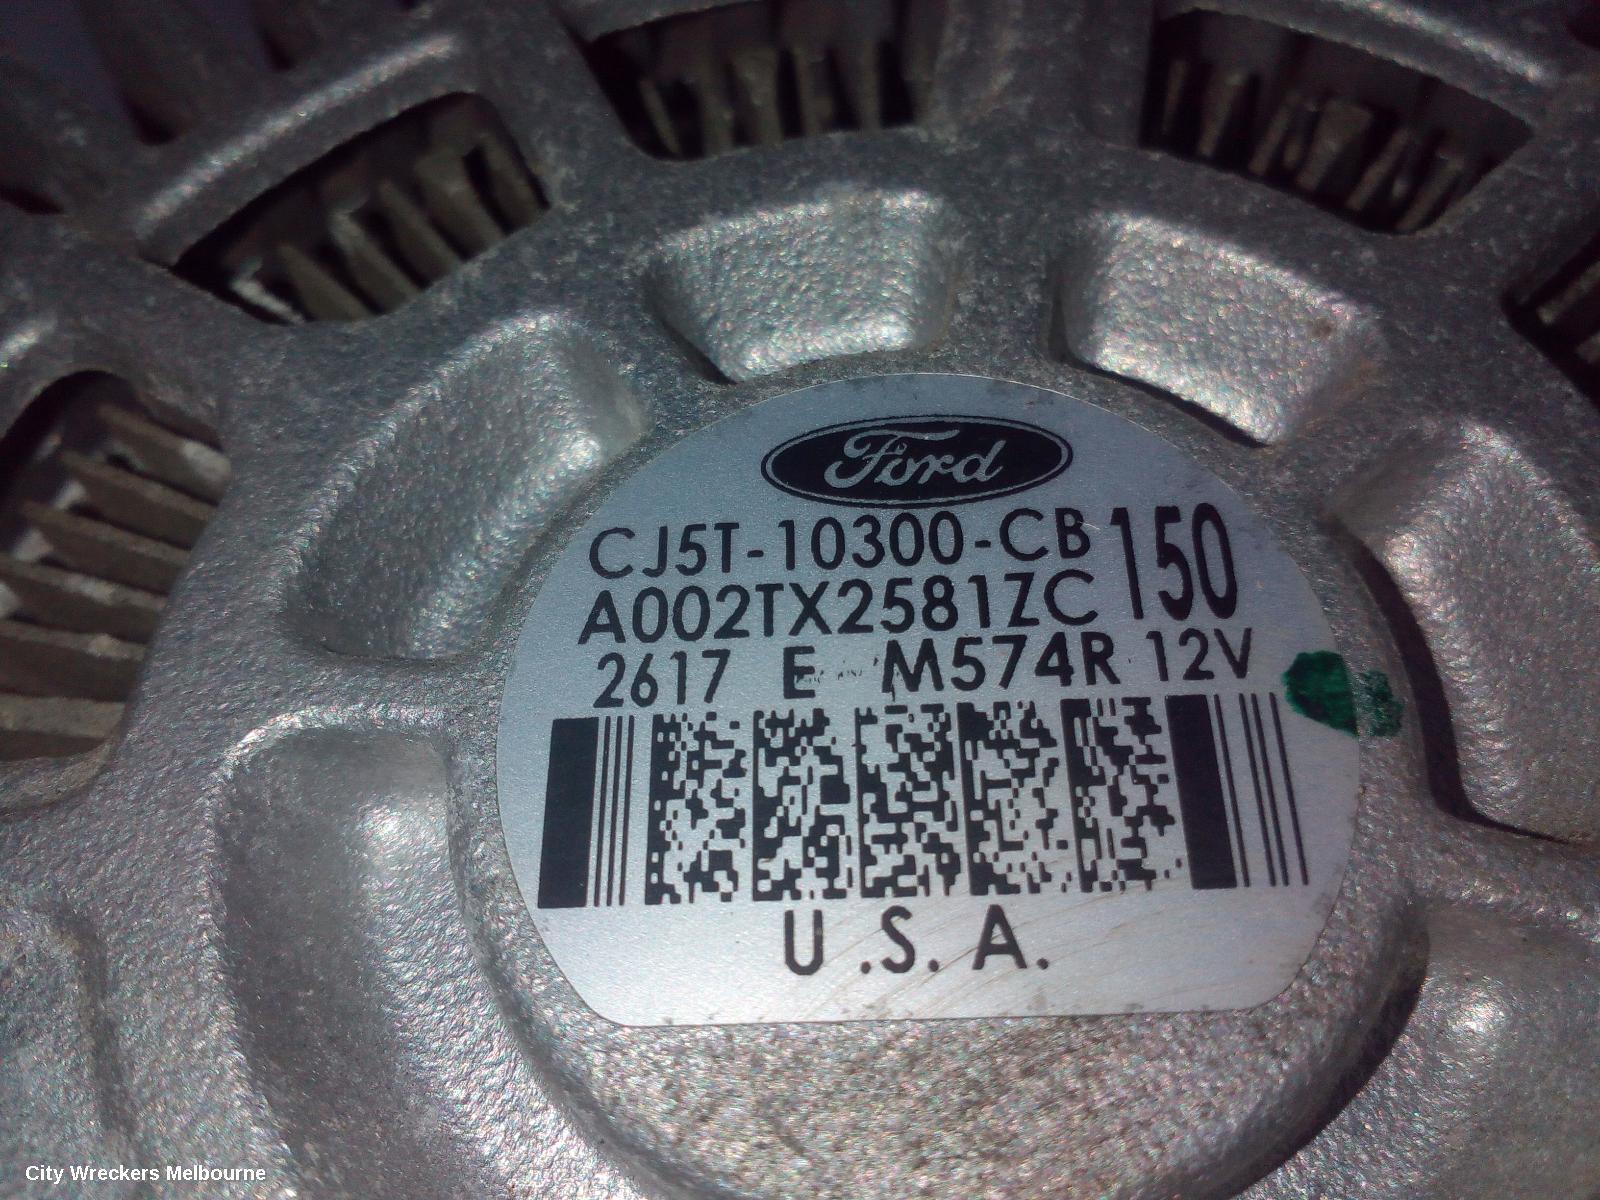 Ford
CJ5T-10300-CB 150
A002TX2581ZC
2617 E M574R 12V
U.S.A.
City Wreckers Melbourne